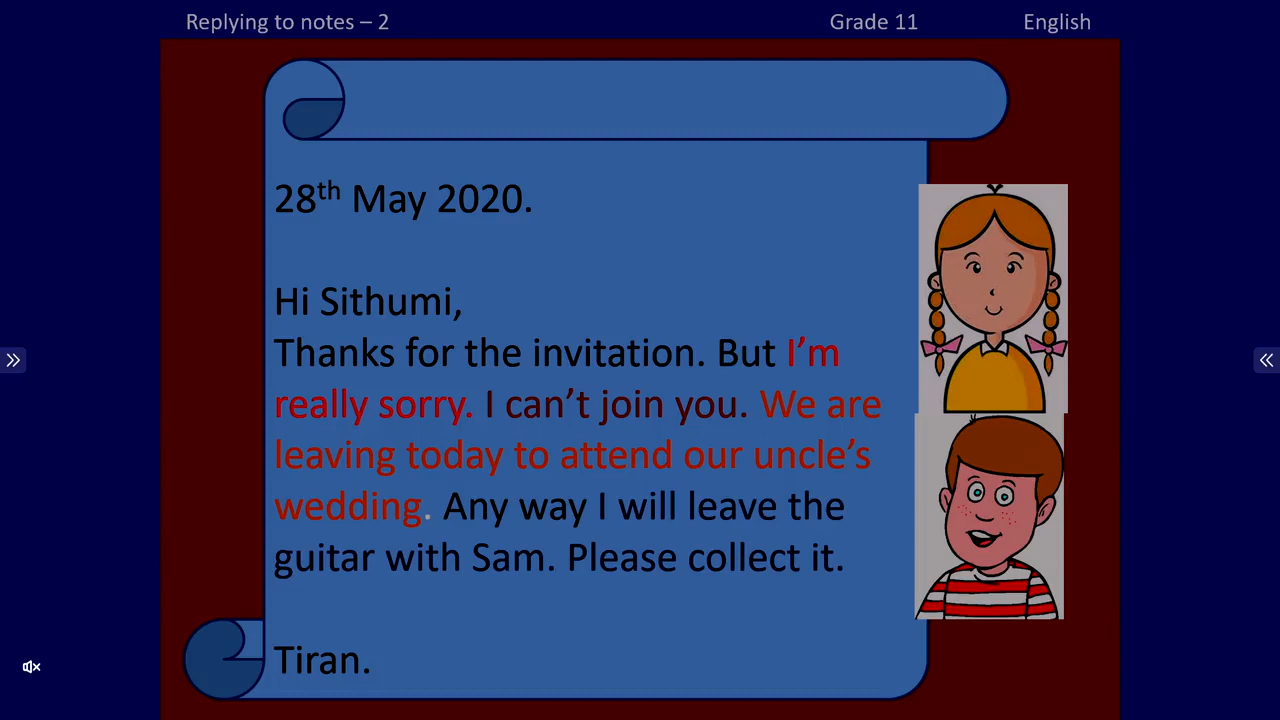 Replying to notes – 2 Grade 11 English
28th May 2020.
Hi Sithumi,
Thanks for the invitation. But I’m
really sorry. I can’t join you. We are
leaving today to attend our uncle’s
wedding. Any way I will leave the
guitar with Sam. Please collect it.
Tiran.